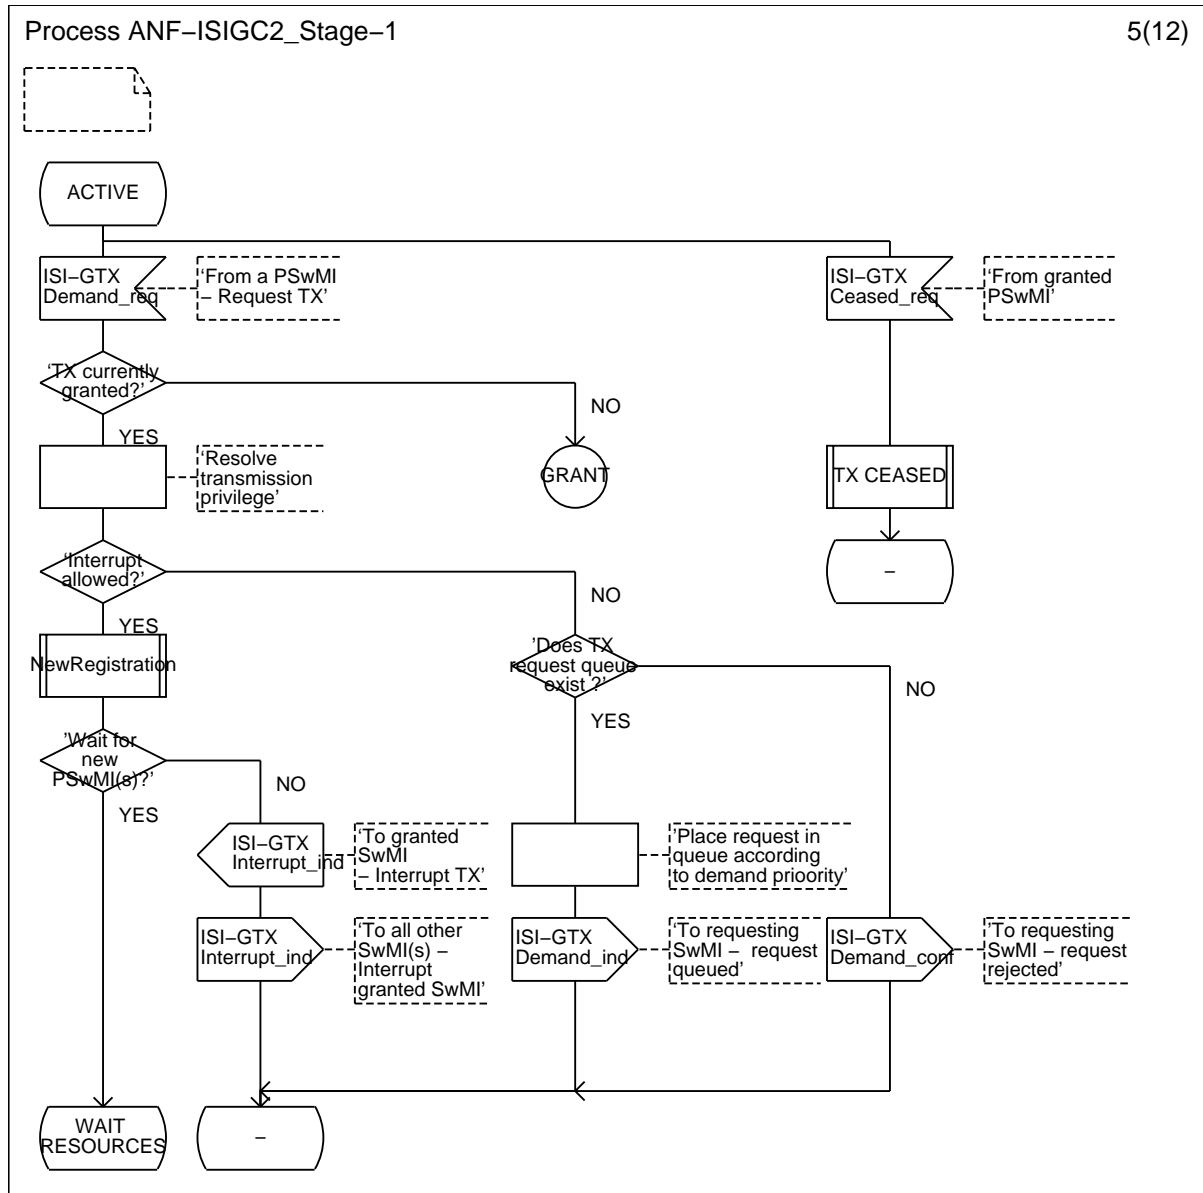 Process ANF−ISIGC2_Stage−1
5(12)
ACTIVE
ISI−GTX
Demand_req
‘From a PSwMI
− Request TX’
ISI−GTX
Ceased_req
‘From granted
PSwMI’
‘TX currently
granted?’
NO
YES
‘Resolve
transmission
privilege’
GRANT
TX CEASED
‘Interrupt
allowed?’
−
NO
YES
NewRegistration
’Does TX
request queue
exist ?’
NO
YES
’Wait for
new
PSwMI(s)?’
NO
YES
ISI−GTX
Interrupt_ind
‘To granted
SwMI
− Interrupt TX’
’Place request in
queue according
to demand prioority’
ISI−GTX
Interrupt_ind
‘To all other
SwMI(s) −
Interrupt
granted SwMI’
ISI−GTX
Demand_ind
‘To requesting
SwMI − request
queued’
ISI−GTX
Demand_conf
‘To requesting
SwMI − request
rejected’
WAIT
RESOURCES
−